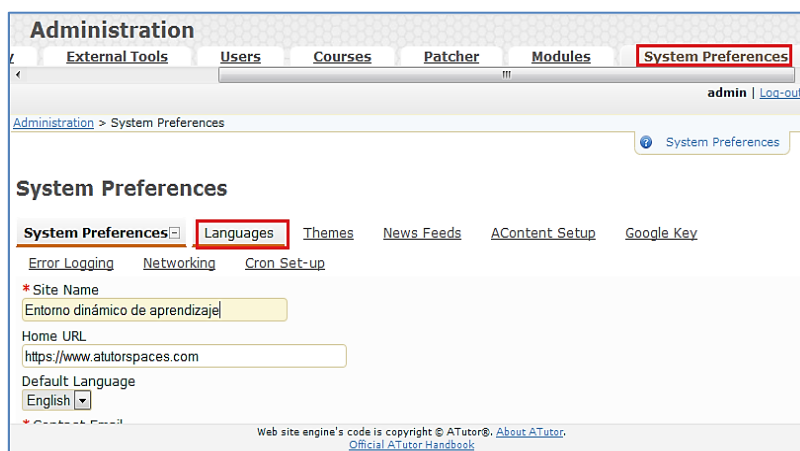 Administration
External Tools Users Courses Patcher Modules System Preferences
admin | Log-out
Administration > System Preferences
System Preferences
System Preferences
System Preferences Languages Themes News Feeds AContent Setup Google Key
Error Logging Networking Cron Set-up
* Site Name
Entorno dinámico de aprendizaje
Home URL
https://www.atutorspaces.com
Default Language
English
* Contact Email
Web site engine's code is copyright © ATutor®. About ATutor.
Official ATutor Handbook